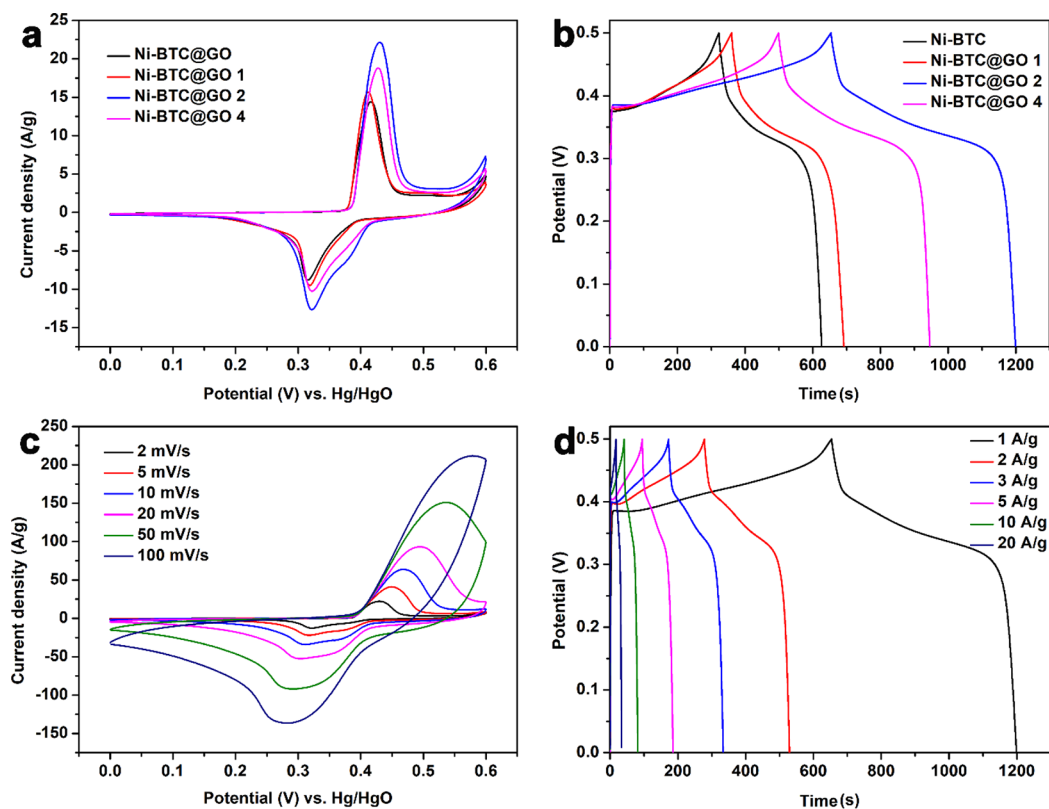 a
Ni-BTC@GO
Ni-BTC@GO 1
Ni-BTC@GO 2
Ni-BTC@GO 4
25
20
15
10
5
0
-5
-10
-15
Current density (A/g)
0.0 0.1 0.2 0.3 0.4 0.5 0.6
Potential (V) vs. Hg/HgO
b
Ni-BTC
Ni-BTC@GO 1
Ni-BTC@GO 2
Ni-BTC@GO 4
0.5
0.4
0.3
0.2
0.1
0.0
Potential (V)
0 200 400 600 800 1000 1200
Time (s)
c
2 mV/s
5 mV/s
10 mV/s
20 mV/s
50 mV/s
100 mV/s
250
200
150
100
50
0
-50
-100
-150
Current density (A/g)
0.0 0.1 0.2 0.3 0.4 0.5 0.6
Potential (V) vs. Hg/HgO
d
1 A/g
2 A/g
3 A/g
5 A/g
10 A/g
20 A/g
0.5
0.4
0.3
0.2
0.1
0.0
Potential (V)
0 200 400 600 800 1000 1200
Time (s)